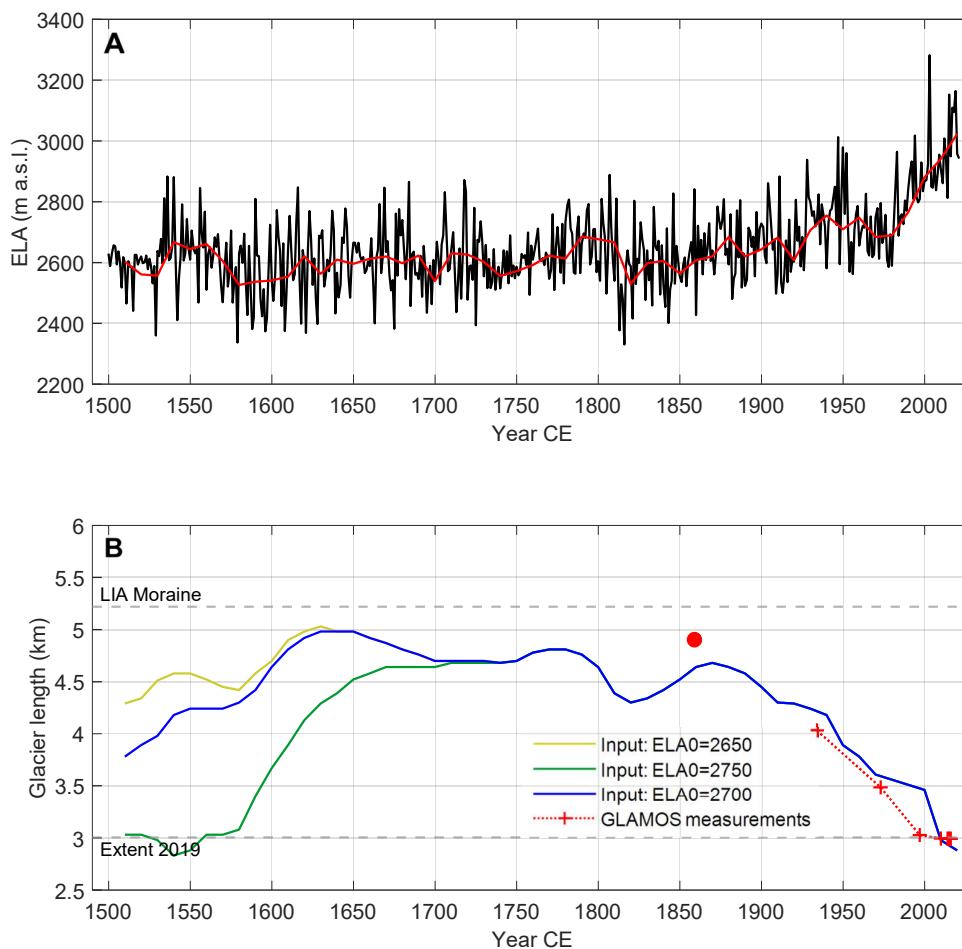 A
3400
3200
3000
2800
2600
2400
2200
ELA (m a.s.l.)
1500 1550 1600 1650 1700 1750 1800 1850 1900 1950 2000
Year CE
B
6
5.5
5
4.5
4
3.5
3
2.5
Glacier length (km)
LIA Moraine
Input: ELA0=2650
Input: ELA0=2750
Input: ELA0=2700
GLAMOS measurements
Extent 2019
1500 1550 1600 1650 1700 1750 1800 1850 1900 1950 2000
Year CE